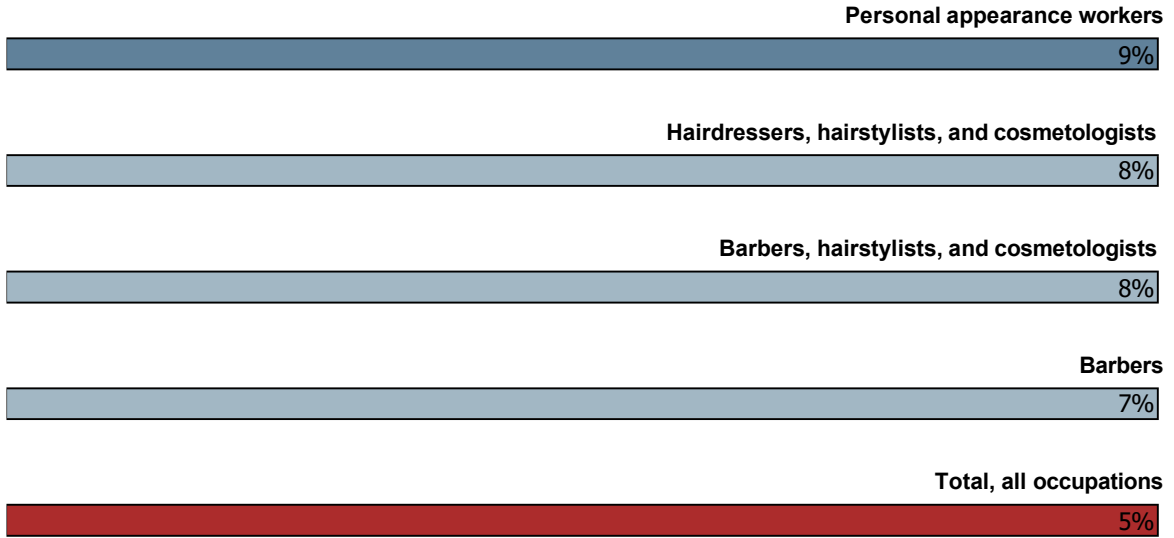 Personal appearance workers
9%
Hairdressers, hairstylists, and cosmetologists
8%
Barbers, hairstylists, and cosmetologists
8%
Barbers
7%
Total, all occupations
5%